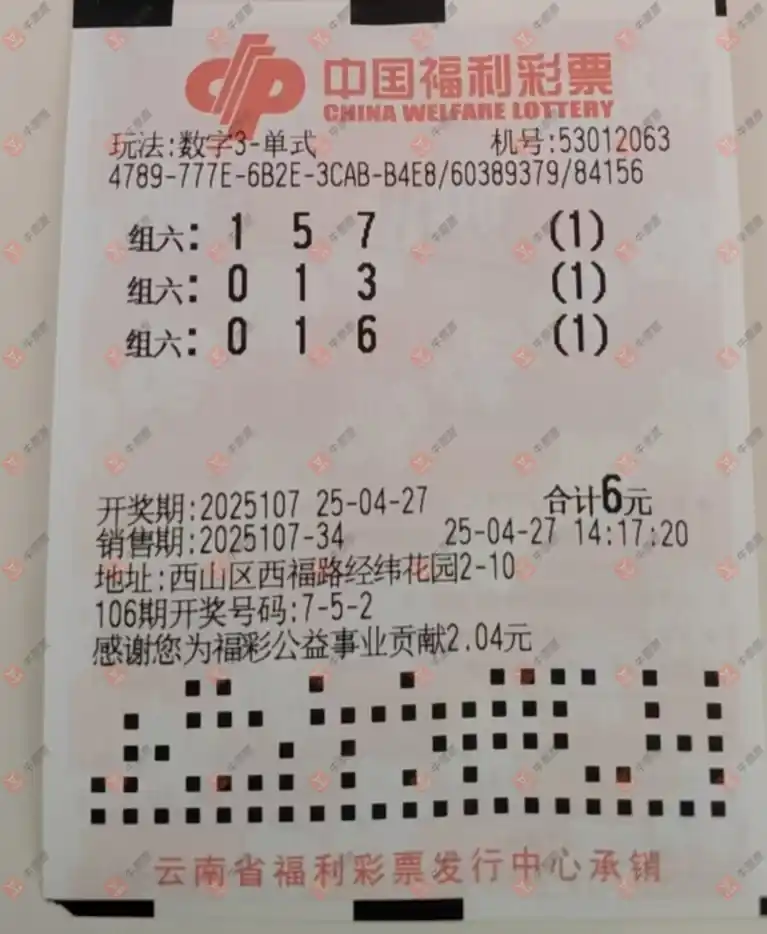 中国福利彩票
CHINA WELFARE LOTTERY
玩法:数字3-单式 机号:53012063
4789-777E-6B2E-3CAB-B4E8/60389379/84156
组六: 1 5 7 (1)
组六: 0 1 3 (1)
组六: 0 1 6 (1)
开奖期:2025107 25-04-27 合计6元
销售期:2025107-34 25-04-27 14:17:20
地址:西山区西福路经纬花园2-10
106期开奖号码:7-5-2
感谢您为福彩公益事业贡献2.04元
云南省福利彩票发行中心承销